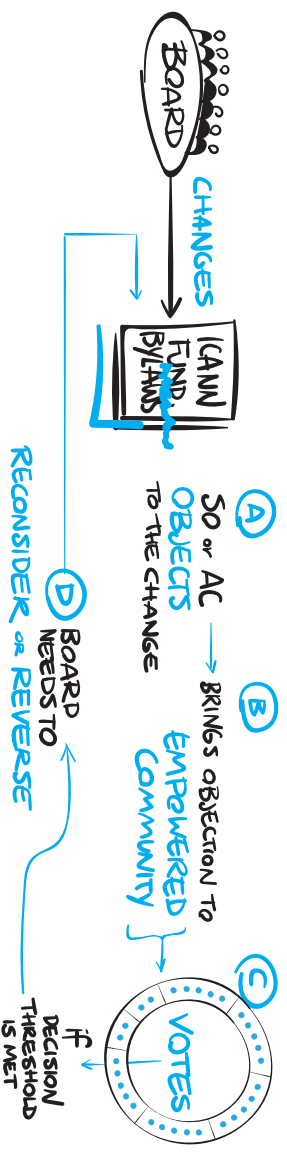 BOARD
CHANGES
ICANN
FUND.
BYLAWS
A
SO or AC
OBJECTS
TO THE CHANGE
B
BRINGS OBJECTION TO
EMPOWERED
COMMUNITY
C
VOTES
if
DECISION
THRESHOLD
IS MET
D
BOARD
NEEDS TO
RECONSIDER OR REVERSE